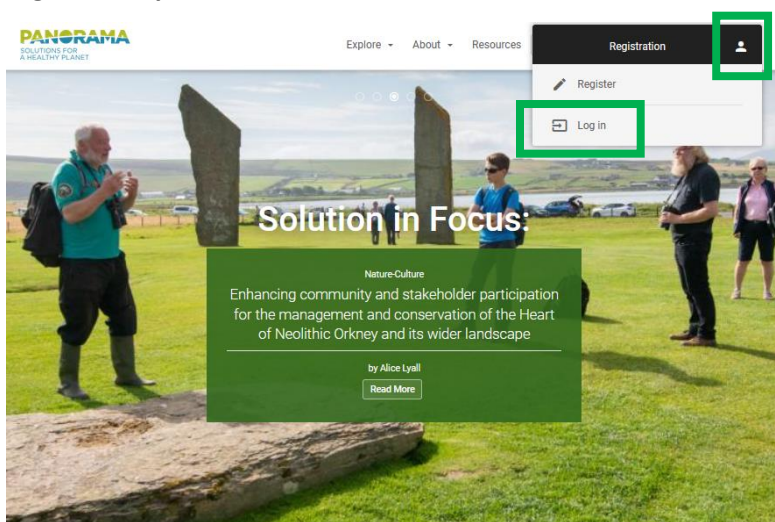 PANORAMA
SOLUTIONS FOR
A HEALTHY PLANET
Explore
About
Resources
Registration
Register
Log in
Solution in Focus:
Nature-Culture
Enhancing community and stakeholder participation
for the management and conservation of the Heart
of Neolithic Orkney and its wider landscape
by Alice Lyall
Read More